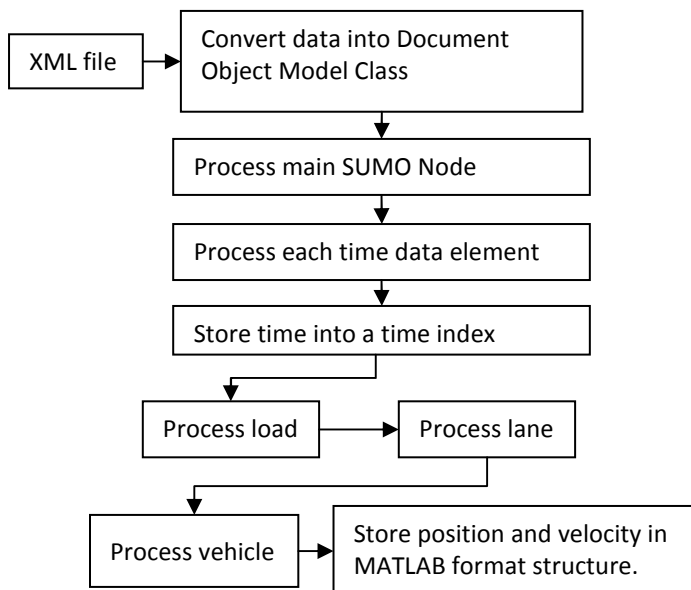 XML file
Convert data into Document
Object Model Class
Process main SUMO Node
Process each time data element
Store time into a time index
Process load
Process lane
Process vehicle
Store position and velocity in
MATLAB format structure.